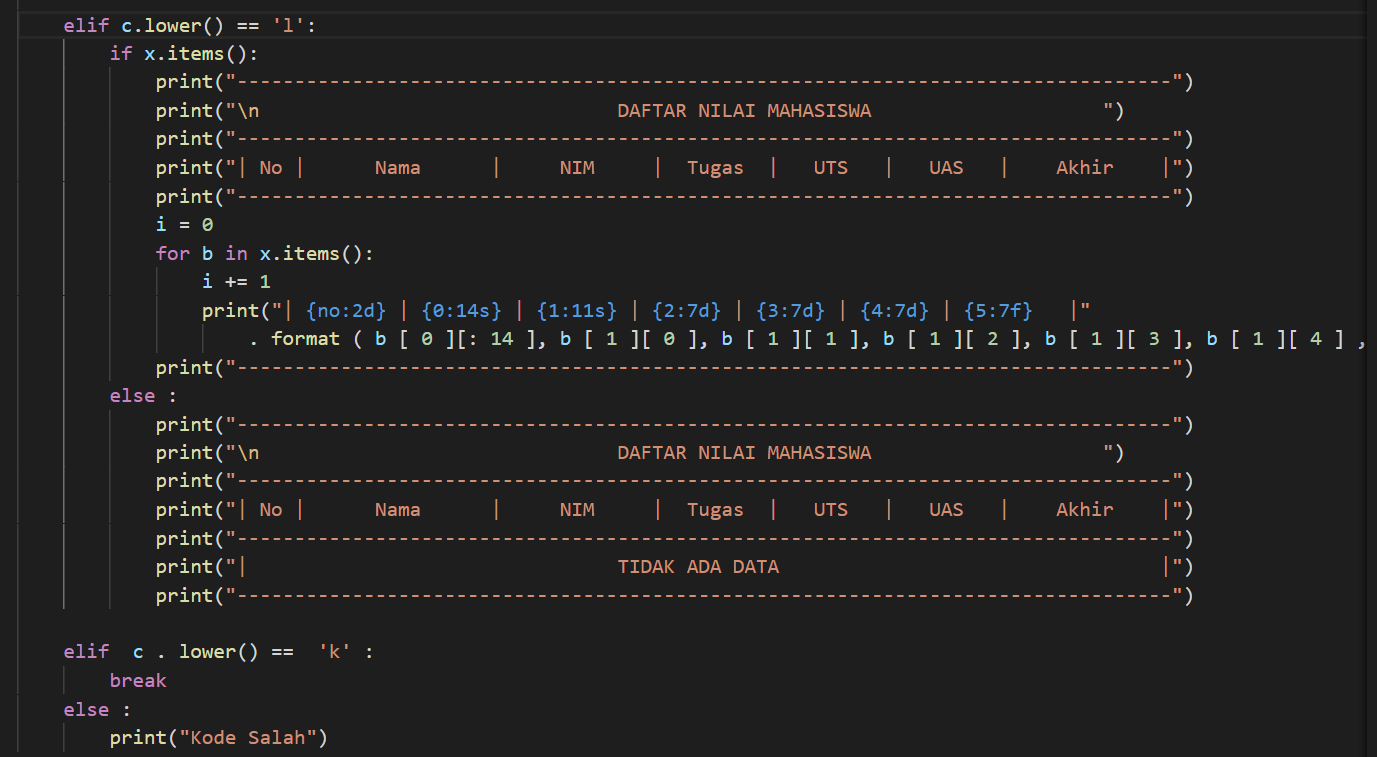 elif c.lower() == 'l':
    if x.items():
        print("---------------------------------------------------------------------------------")
        print("\n                               DAFTAR NILAI MAHASISWA                    ")
        print("---------------------------------------------------------------------------------")
        print("| No |      Nama      |     NIM     |  Tugas  |   UTS   |   UAS   |    Akhir    |")
        print("---------------------------------------------------------------------------------")
        i = 0
        for b in x.items():
            i += 1
            print("| {no:2d} | {0:14s} | {1:11s} | {2:7d} | {3:7d} | {4:7d} | {5:7f}   |"
                . format ( b [ 0 ][: 14 ], b [ 1 ][ 0 ], b [ 1 ][ 1 ], b [ 1 ][ 2 ], b [ 1 ][ 3 ], b [ 1 ][ 4 ] ,
        print("---------------------------------------------------------------------------------")
    else :
        print("---------------------------------------------------------------------------------")
        print("\n                               DAFTAR NILAI MAHASISWA                    ")
        print("---------------------------------------------------------------------------------")
        print("| No |      Nama      |     NIM     |  Tugas  |   UTS   |   UAS   |    Akhir    |")
        print("---------------------------------------------------------------------------------")
        print("|                                TIDAK ADA DATA                                 |")
        print("---------------------------------------------------------------------------------")
elif  c . lower() ==  'k' :
    break
else :
    print("Kode Salah")